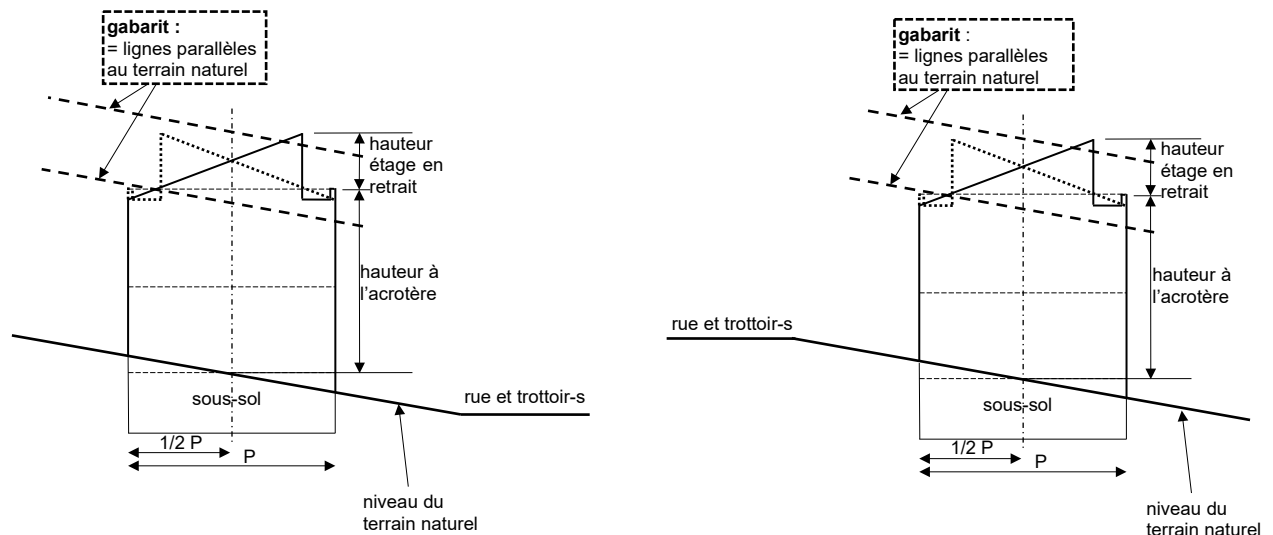 gabarit :
= lignes parallèles
au terrain naturel
hauteur
étage en
retrait
hauteur à
l’acrotère
rue et trottoir-s
sous-sol
1/2 P
P
niveau du
terrain naturel
gabarit :
= lignes parallèles
au terrain naturel
hauteur
étage en
retrait
hauteur à
l’acrotère
rue et trottoir-s
sous-sol
1/2 P
P
niveau du
terrain naturel